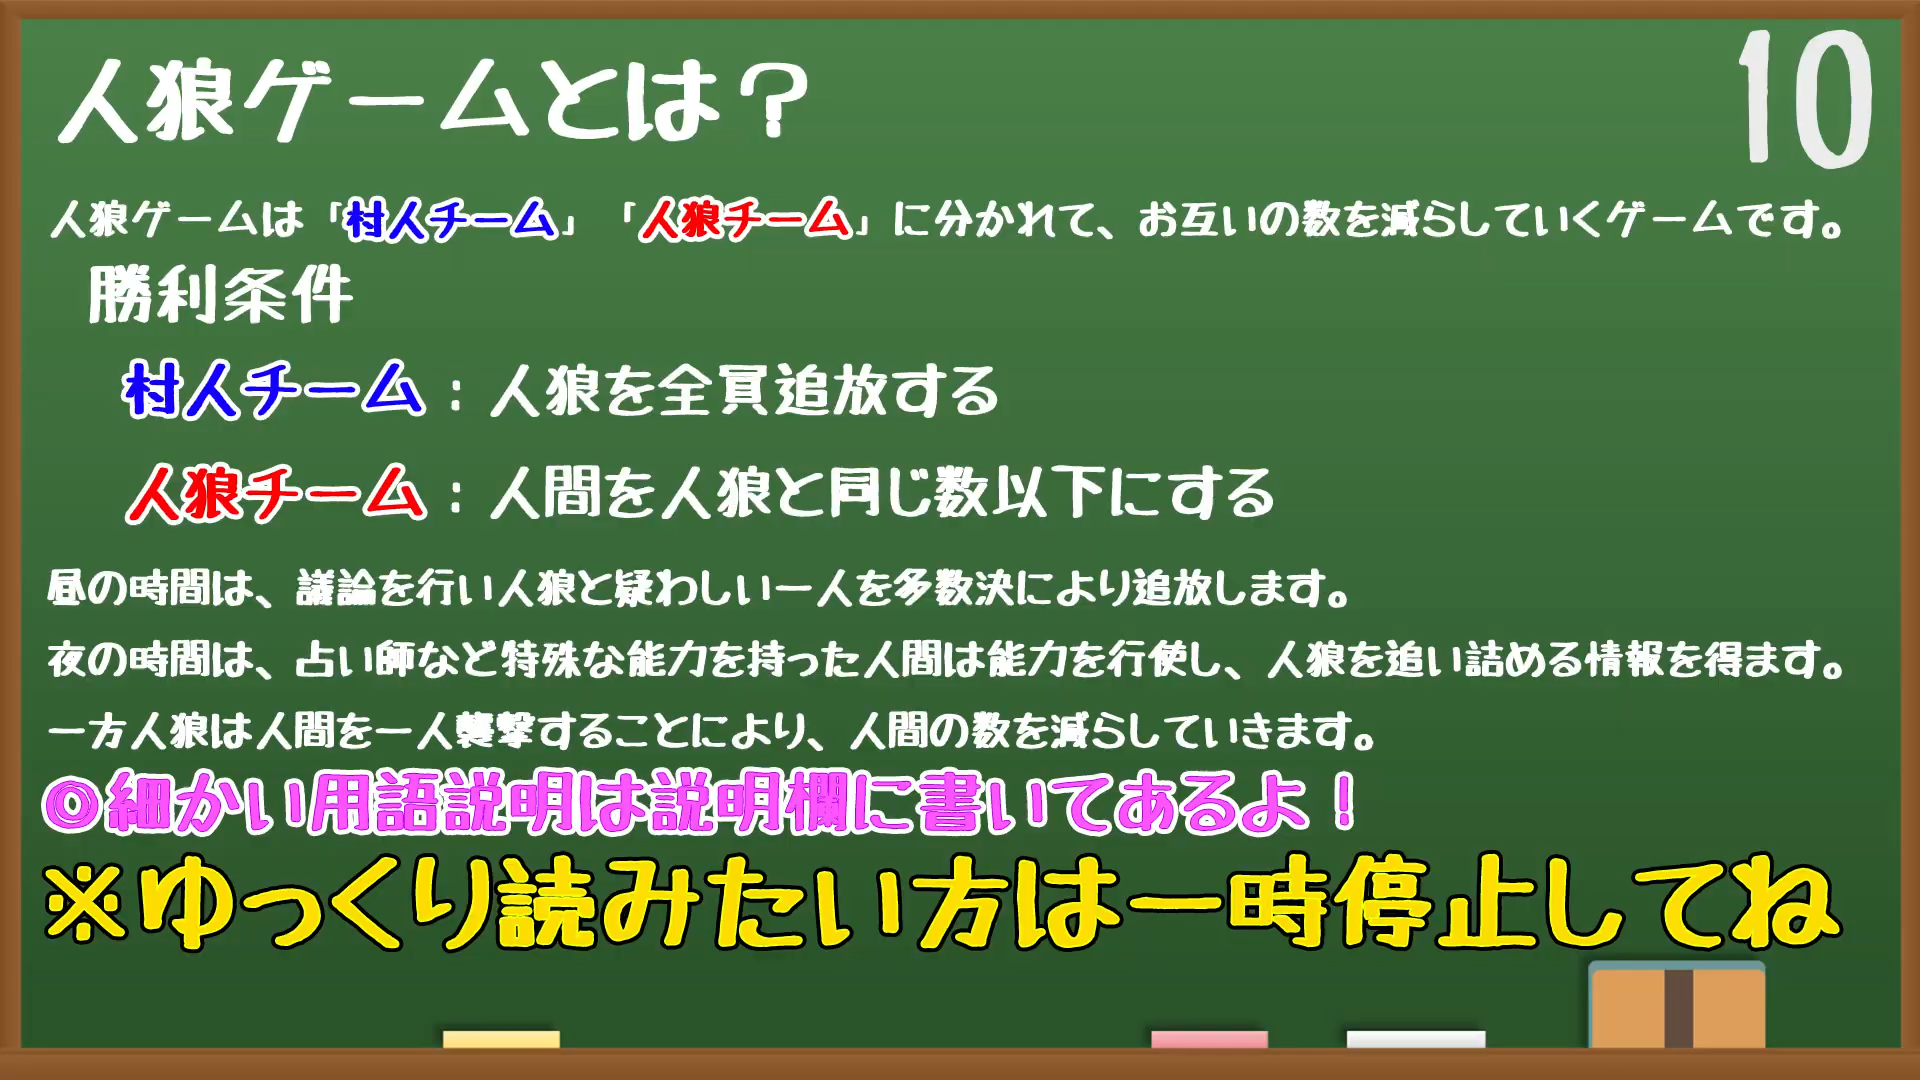 人狼ゲームとは？
10
人狼ゲームは「村人チーム」「人狼チーム」に分かれて、お互いの数を減らしていくゲームです。
勝利条件
村人チーム：人狼を全員追放する
人狼チーム：人間を人狼と同じ数以下にする
昼の時間は、議論を行い人狼と疑わしい一人を多数決により追放します。
夜の時間は、占い師など特殊な能力を持った人間は能力を行使し、人狼を追い詰める情報を得ます。
一方人狼は人間を一人襲撃することにより、人間の数を減らしていきます。
◎細かい用語説明は説明欄に書いてあるよ！
※ゆっくり読みたい方は一時停止してね